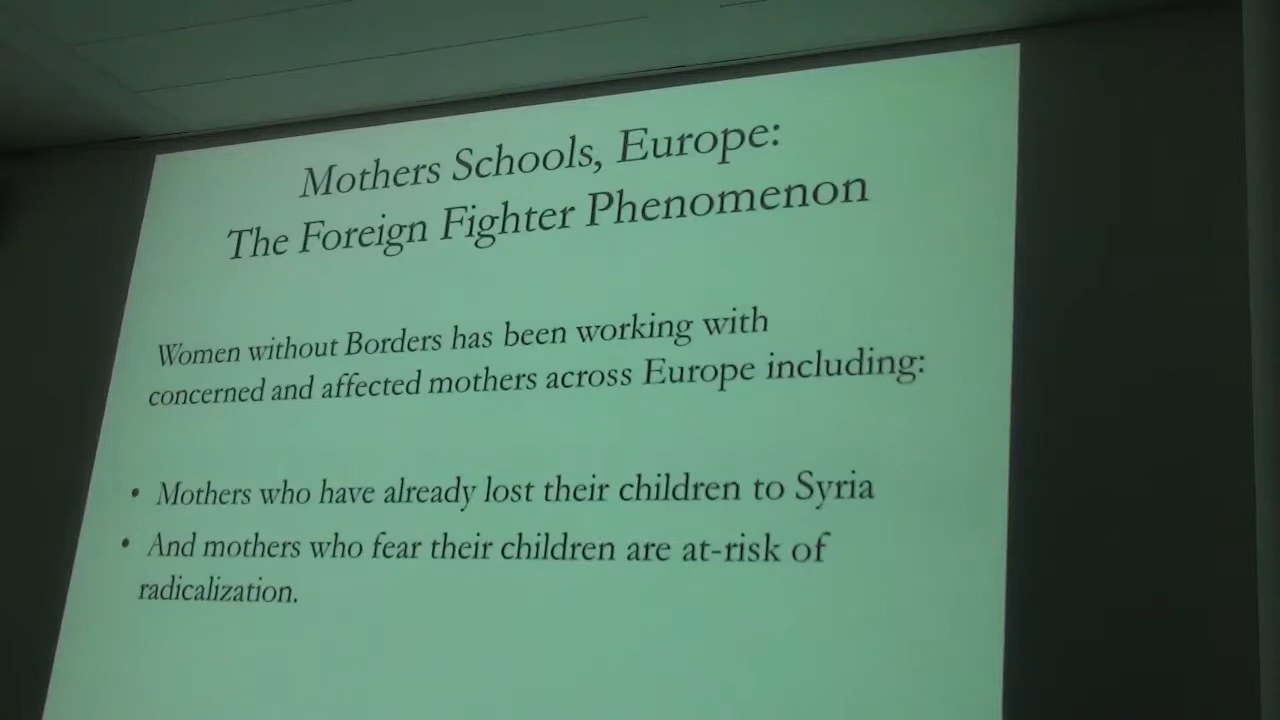 Mothers Schools, Europe:
The Foreign Fighter Phenomenon
Women without Borders has been working with
concerned and affected mothers across Europe including:
• Mothers who have already lost their children to Syria
• And mothers who fear their children are at-risk of
radicalization.